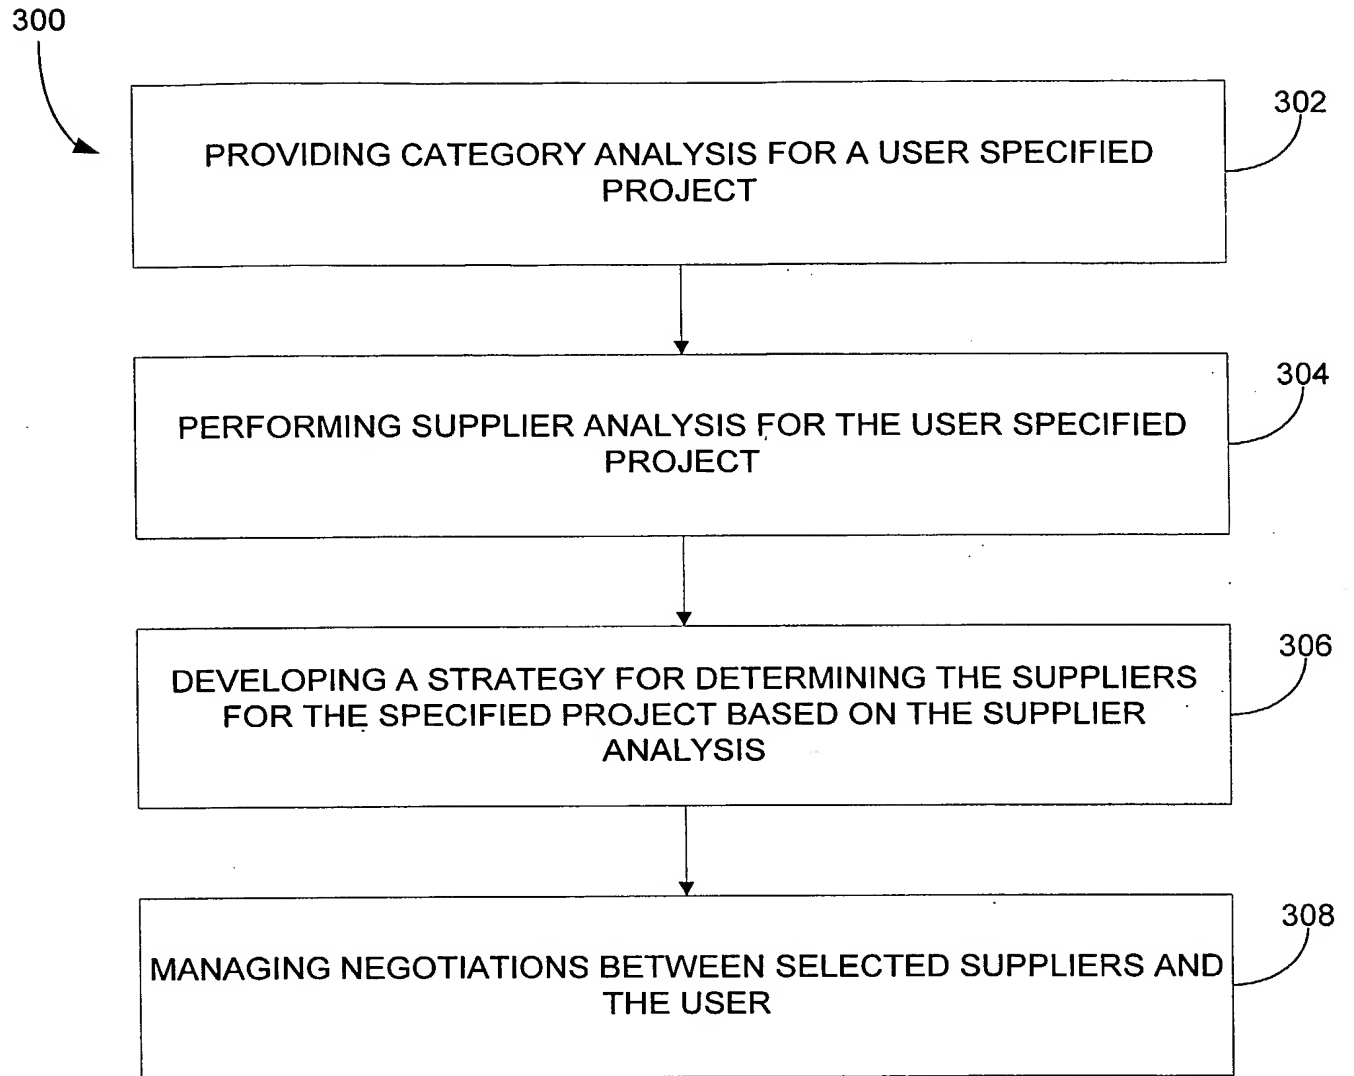 300
302
PROVIDING CATEGORY ANALYSIS FOR A USER SPECIFIED
PROJECT
304
PERFORMING SUPPLIER ANALYSIS FOR THE USER SPECIFIED
PROJECT
306
DEVELOPING A STRATEGY FOR DETERMINING THE SUPPLIERS
FOR THE SPECIFIED PROJECT BASED ON THE SUPPLIER
ANALYSIS
308
MANAGING NEGOTIATIONS BETWEEN SELECTED SUPPLIERS AND
THE USER